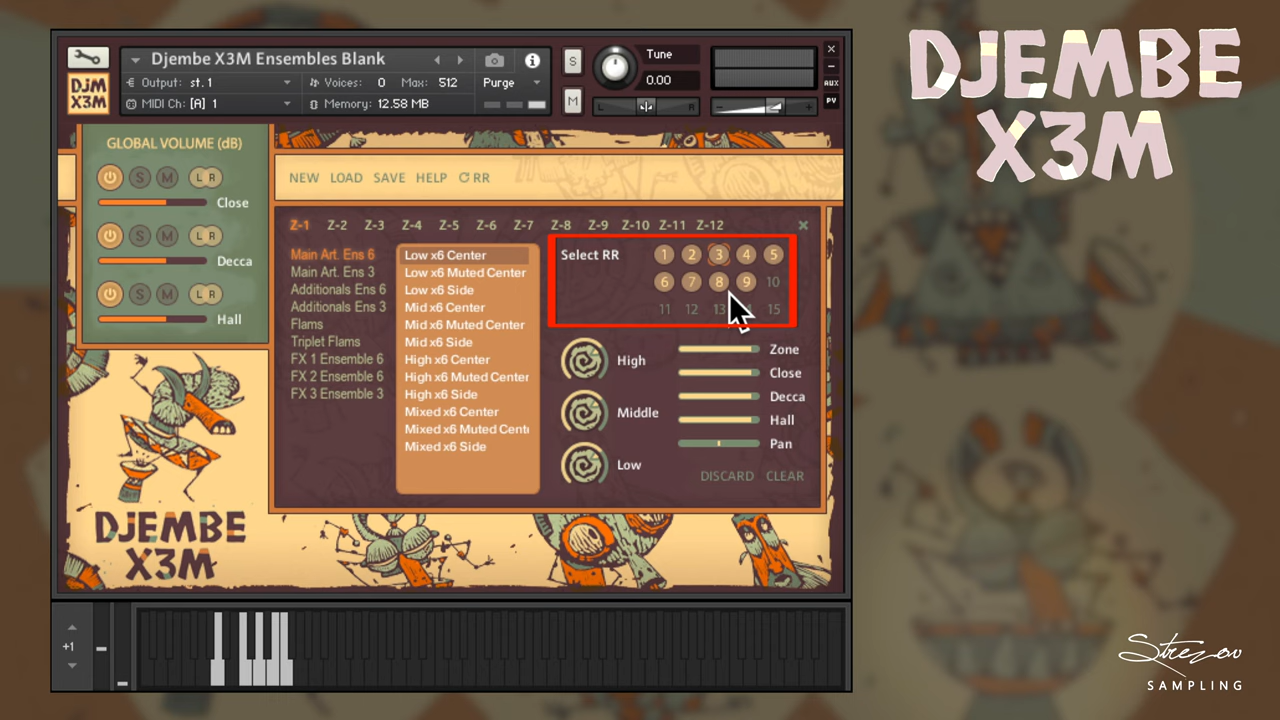 DJEMBE
X3M
Djembe X3M Ensembles Blank
Output: st.1
Voices: 0 Max: 512
Purge
MIDI Ch: [A] 1
Memory: 12.58 MB
DJM
X3M
S
M
Tune
0.00
L
R
AUX
PV
GLOBAL VOLUME (dB)
S M L R
Close
S M L R
Decca
S M L R
Hall
NEW LOAD SAVE HELP RR
Z-1 Z-2 Z-3 Z-4 Z-5 Z-6 Z-7 Z-8 Z-9 Z-10 Z-11 Z-12
Main Art. Ens 6
Main Art. Ens 3
Additionals Ens 6
Additionals Ens 3
Flams
Triplet Flams
FX 1 Ensemble 6
FX 2 Ensemble 6
FX 3 Ensemble 3
Low x6 Center
Low x6 Muted Center
Low x6 Side
Mid x6 Center
Mid x6 Muted Center
Mid x6 Side
High x6 Center
High x6 Muted Center
High x6 Side
Mixed x6 Center
Mixed x6 Muted Cent
Mixed x6 Side
Select RR
1 2 3 4 5
6 7 8 9 10
11 12 13 15
High
Middle
Low
Zone
Close
Decca
Hall
Pan
DISCARD CLEAR
DJEMBE
X3M
+1
Strezov
SAMPLING